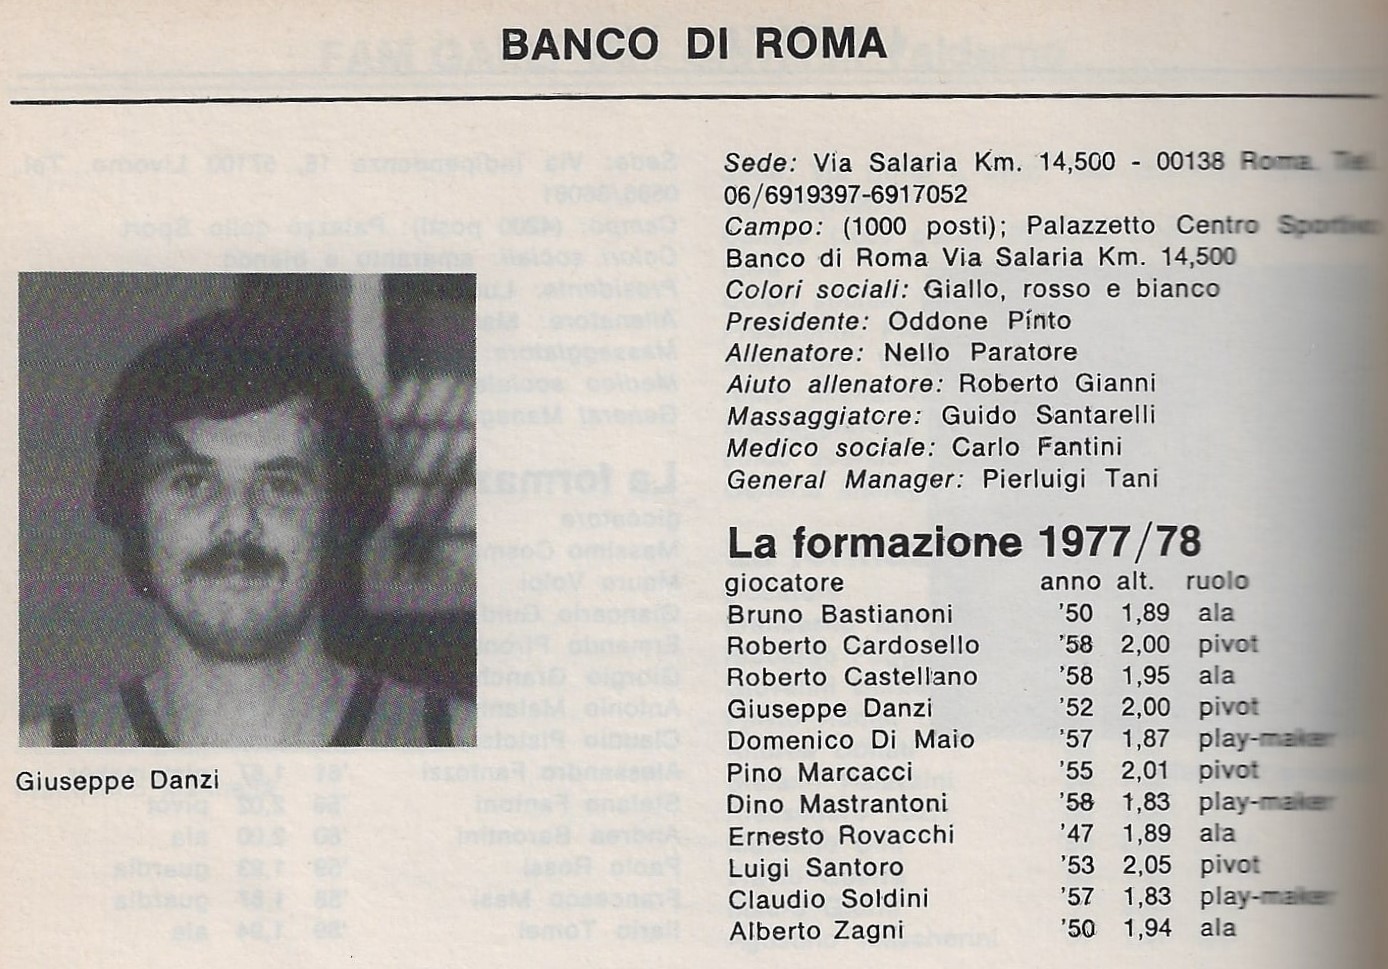 BANCO DI ROMA
Sede: Via Salaria Km. 14,500 - 00138 Roma, Tel.
06/6919397-6917052
Campo: (1000 posti); Palazzetto Centro Sportivo
Banco di Roma Via Salaria Km. 14,500
Colori sociali: Giallo, rosso e bianco
Presidente: Oddone Pinto
Allenatore: Nello Paratore
Aiuto allenatore: Roberto Gianni
Massaggiatore: Guido Santarelli
Medico sociale: Carlo Fantini
General Manager: Pierluigi Tani
La formazione 1977/78
giocatore anno alt. ruolo
Bruno Bastianoni '50 1,89 ala
Roberto Cardosello '58 2,00 pivot
Roberto Castellano '58 1,95 ala
Giuseppe Danzi '52 2,00 pivot
Domenico Di Maio '57 1,87 play-maker
Pino Marcacci '55 2,01 pivot
Dino Mastrantoni '58 1,83 play-maker
Ernesto Rovacchi '47 1,89 ala
Luigi Santoro '53 2,05 pivot
Claudio Soldini '57 1,83 play-maker
Alberto Zagni '50 1,94 ala
Giuseppe Danzi